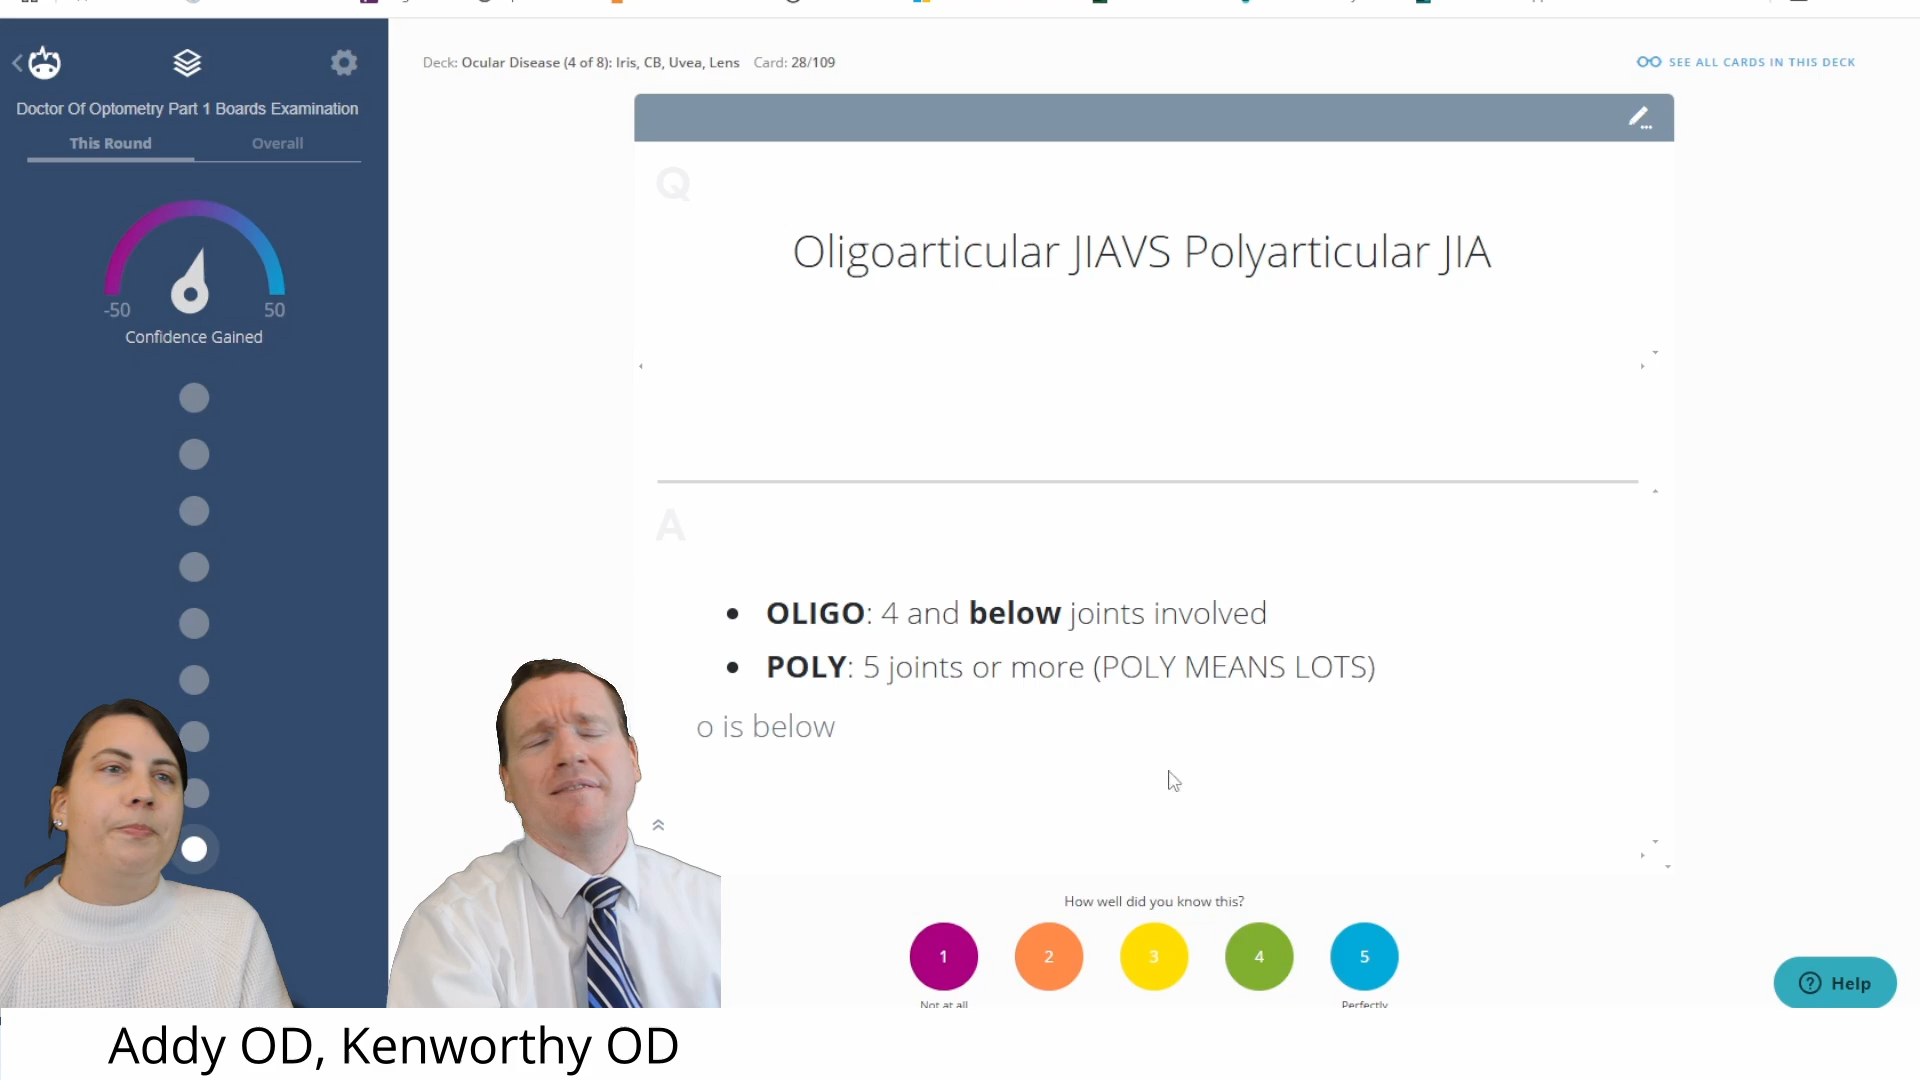 Deck: Ocular Disease (4 of 8): Iris, CB, Uvea, Lens Card: 28/109
SEE ALL CARDS IN THIS DECK
Doctor Of Optometry Part 1 Boards Examination
This Round Overall
-50 50
Confidence Gained
Q
Oligoarticular JIAVS Polyarticular JIA
A
• OLIGO: 4 and below joints involved
• POLY: 5 joints or more (POLY MEANS LOTS)
o is below
How well did you know this?
1 2 3 4 5
Not at all Perfectly
? Help
Addy OD, Kenworthy OD